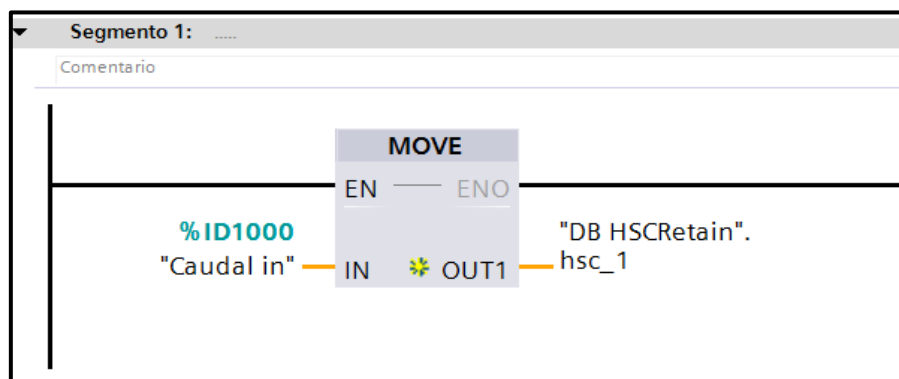 Segmento 1: .....
Comentario
MOVE
EN ENO
%ID1000
"Caudal in"
IN OUT1
"DB HSCRetain".
hsc_1